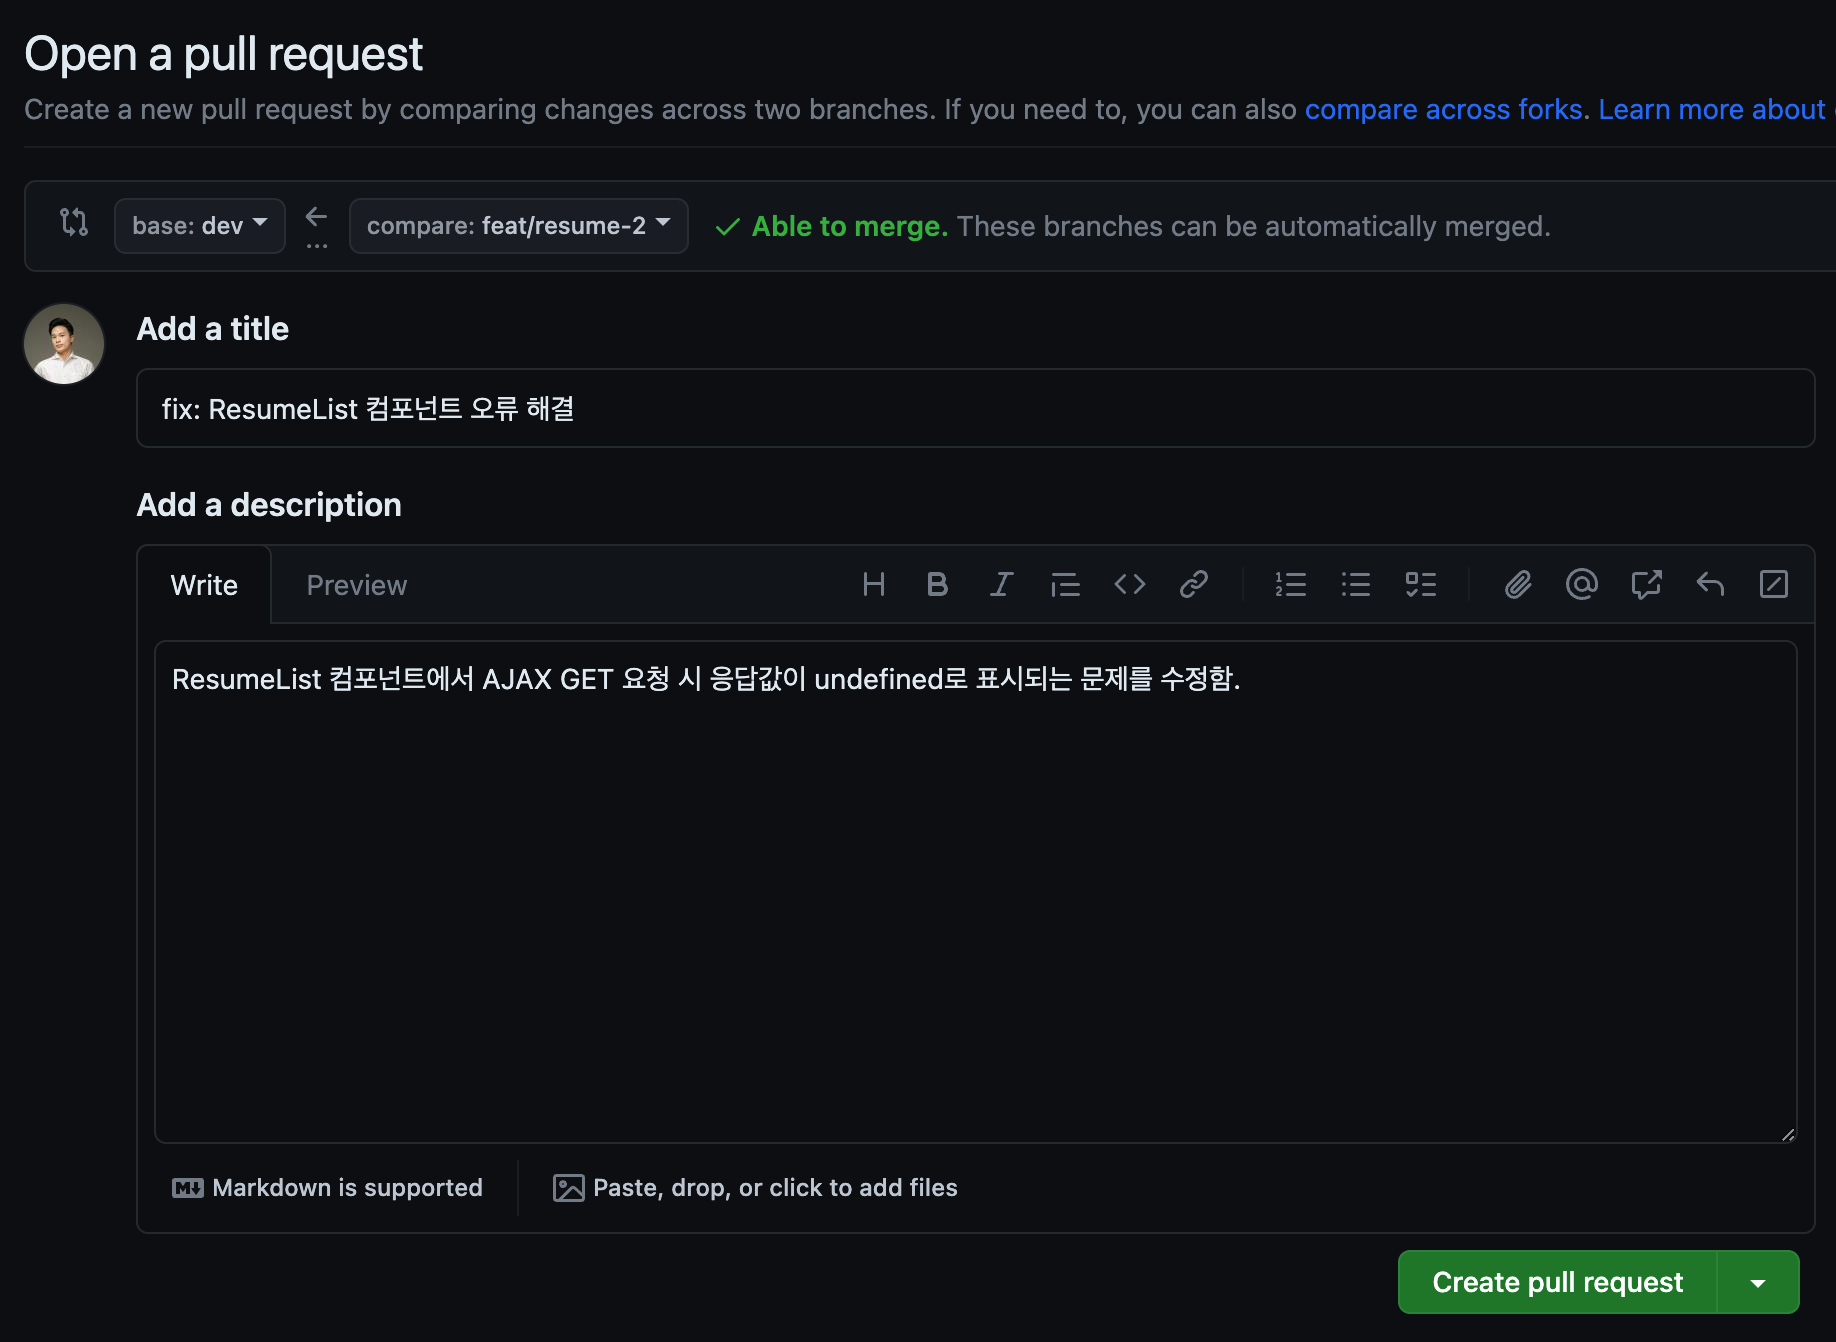 Open a pull request
Create a new pull request by comparing changes across two branches. If you need to, you can also compare across forks. Learn more about
base: dev
compare: feat/resume-2
Able to merge. These branches can be automatically merged.
Add a title
fix: ResumeList 컴포넌트 오류 해결
Add a description
Write
Preview
ResumeList 컴포넌트에서 AJAX GET 요청 시 응답값이 undefined로 표시되는 문제를 수정함.
Markdown is supported
Paste, drop, or click to add files
Create pull request